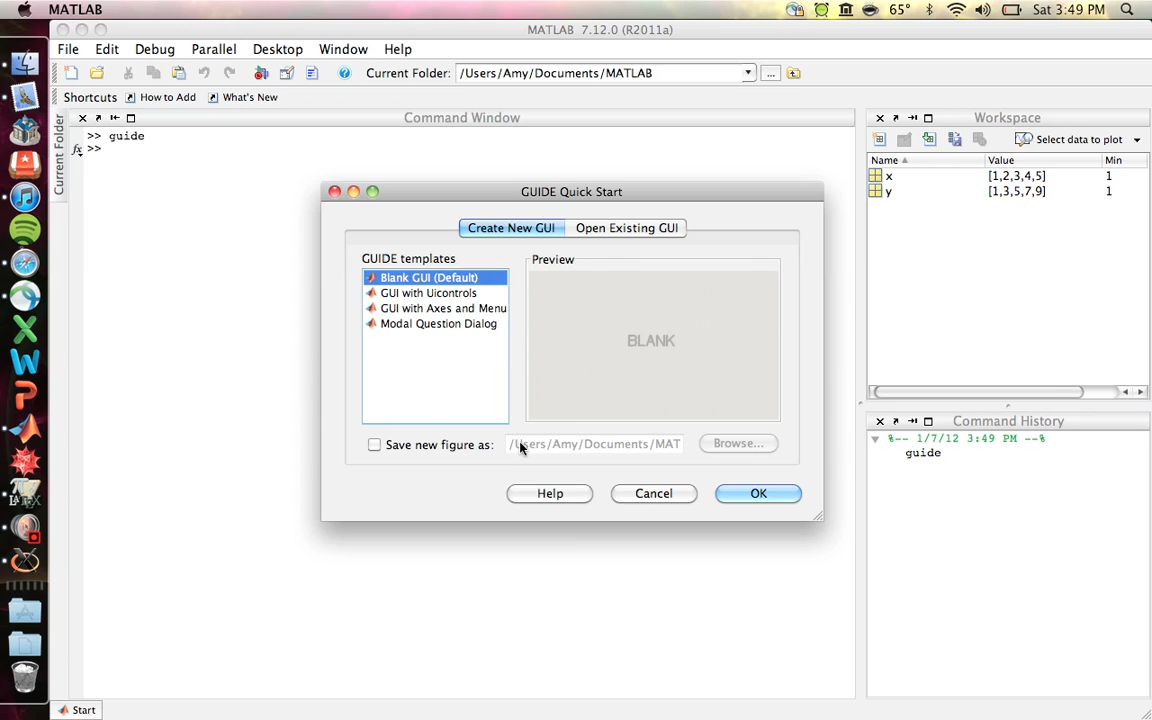 MATLAB
65°
Sat 3:49 PM
MATLAB 7.12.0 (R2011a)
File Edit Debug Parallel Desktop Window Help
Current Folder: /Users/Amy/Documents/MATLAB
...
Shortcuts How to Add What's New
Current Folder
Command Window
>> guide
fx >>
Workspace
Select data to plot
Name Value Min
x [1,2,3,4,5] 1
y [1,3,5,7,9] 1
GUIDE Quick Start
Create New GUI Open Existing GUI
GUIDE templates
Blank GUI (Default)
GUI with Uicontrols
GUI with Axes and Menu
Modal Question Dialog
Preview
BLANK
Save new figure as: /Users/Amy/Documents/MAT Browse...
Help Cancel OK
Command History
%-- 1/7/12 3:49 PM --%
guide
Start